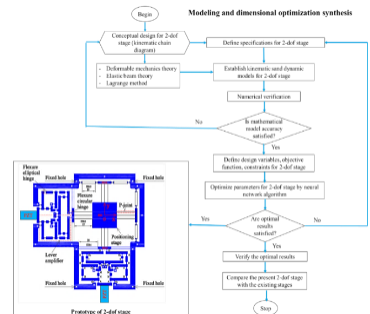 Begin
Modeling and dimensional optimization synthesis
Conceptual design for 2-dof
stage (kinematic chain
diagram)
Define specifications for 2-dof stage
- Deformable mechanics theory
- Elastic beam theory
- Lagrange method
Establish kinematic sand dynamic
models for 2-dof stage
Numerical verification
No
Is mathematical
model accuracy
satisfied?
Yes
Define design variables, objective
function, constraints for 2-dof stage
Optimize parameters for 2-dof stage by neural
network algorithm
Yes
Are optimal
results
satisfied?
No
Yes
Verify the optimal results
Compare the present 2-dof stage
with the existing stages
Stop
Flexure
elliptical
hinge
Fixed hole
Fixed hole
Flexure
circular
hinge
P-joint
Positioning
stage
Lever
amplifier
Fixed hole
Fixed hole
Prototype of 2-dof stage